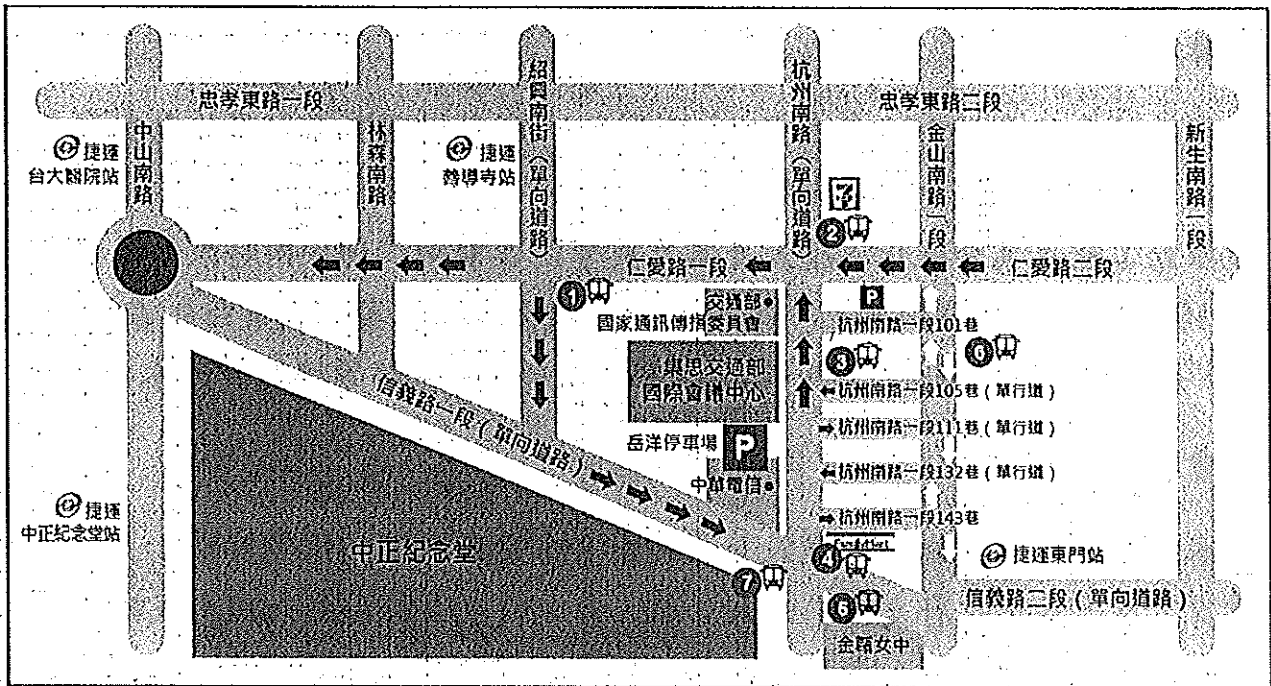 忠孝東路一段
忠孝東路二段
中山南路
林森南路
紹興南街（單向道路）
杭州南路（單向道路）
金山南路一段
新生南路一段
捷運
台大醫院站
捷運
善導寺站
7
2
仁愛路一段
仁愛路二段
1
交通部
國家通訊傳播委員會
P
杭州南路一段101巷
3
6
集思交通部
國際會議中心
杭州南路一段105巷（單行道）
信義路一段（單向道路）
杭州南路一段111巷（單行道）
岳洋停車場
P
中華電信
杭州南路一段132巷（單行道）
捷運
中正紀念堂站
杭州南路一段143巷
中正紀念堂
4
捷運東門站
7
信義路二段（單向道路）
金甌女中